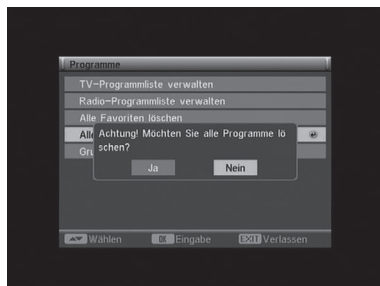 Programme
TV-Programmliste verwalten
Radio-Programmliste verwalten
Alle Favoriten löschen
Alle
Achtung! Möchten Sie alle Programme lö
schen?
Ja Nein
Wählen OK Eingabe EXIT Verlassen